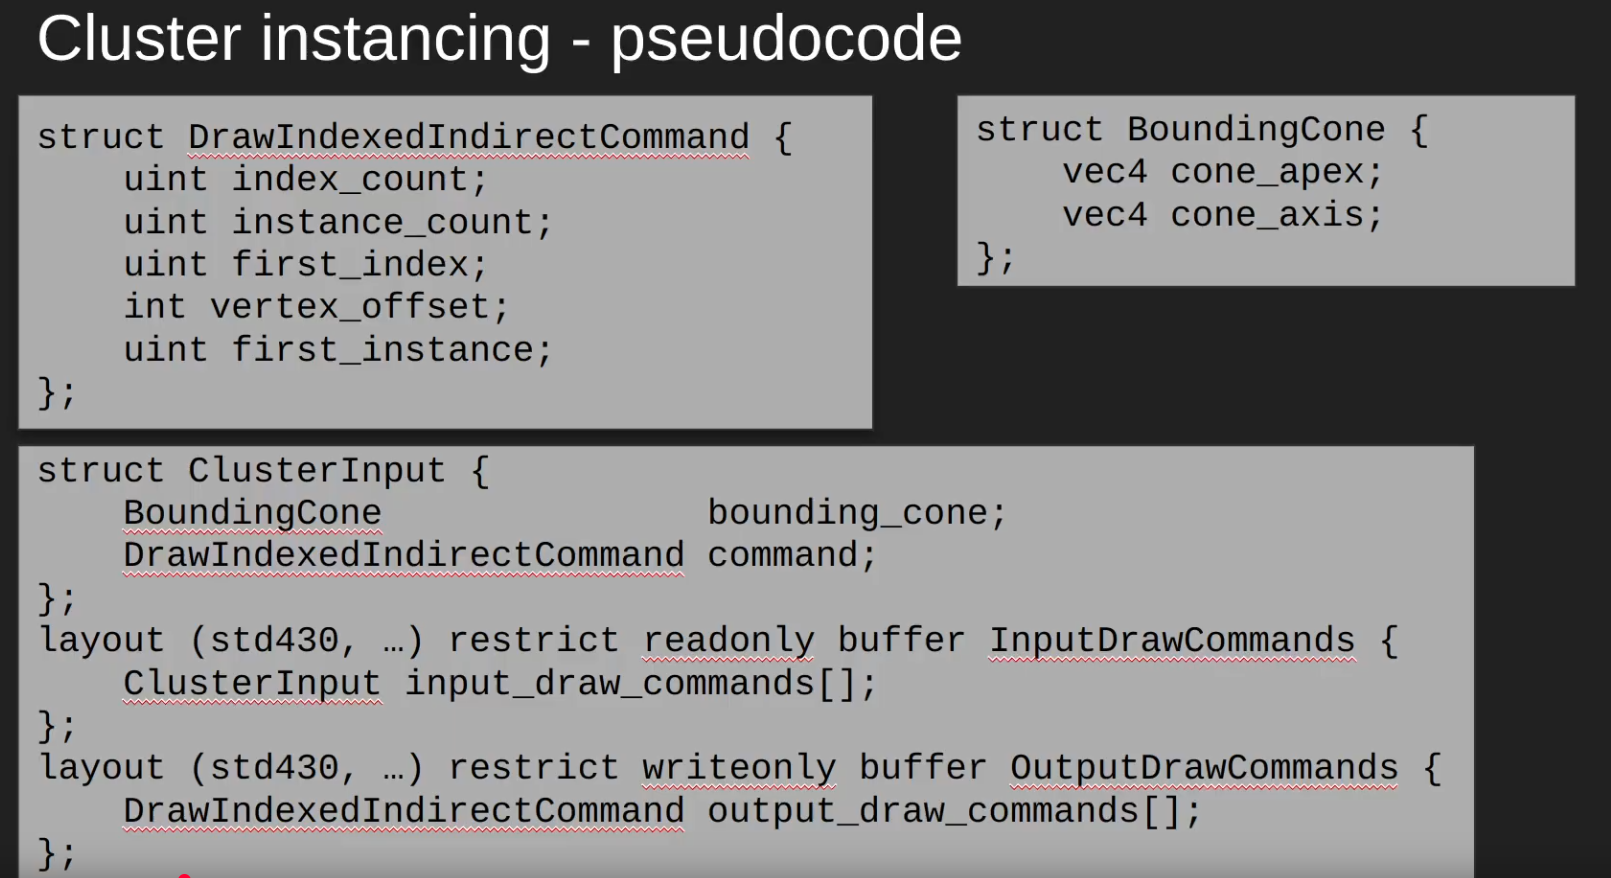 Cluster instancing - pseudocode
struct DrawIndexedIndirectCommand {
    uint index_count;
    uint instance_count;
    uint first_index;
    int vertex_offset;
    uint first_instance;
};
struct BoundingCone {
    vec4 cone_apex;
    vec4 cone_axis;
};
struct ClusterInput {
    BoundingCone               bounding_cone;
    DrawIndexedIndirectCommand command;
};
layout (std430, …) restrict readonly buffer InputDrawCommands {
    ClusterInput input_draw_commands[];
};
layout (std430, …) restrict writeonly buffer OutputDrawCommands {
    DrawIndexedIndirectCommand output_draw_commands[];
};